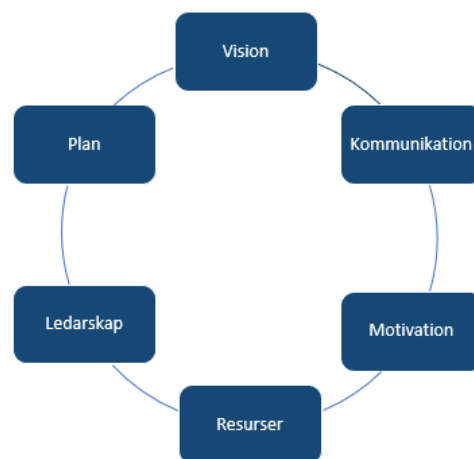 Vision
Kommunikation
Motivation
Resurser
Ledarskap
Plan